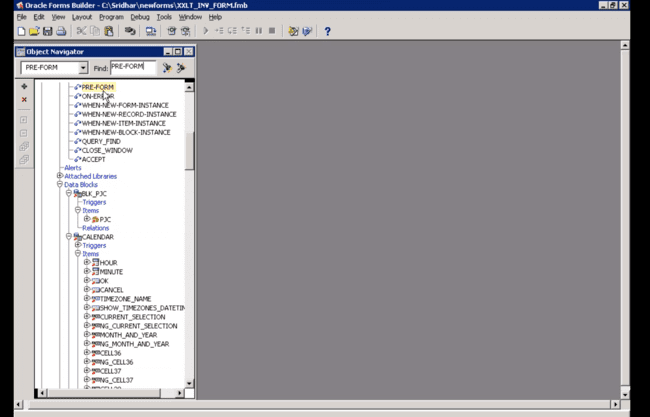 Oracle Forms Builder - C:\Sridhar\newforms\XXLT_INV_FORM.fmb
File Edit View Layout Program Debug Tools Window Help
Object Navigator
PRE-FORM Find: PRE-FORM
PRE-FORM
ON-ERROR
WHEN-NEW-FORM-INSTANCE
WHEN-NEW-RECORD-INSTANCE
WHEN-NEW-ITEM-INSTANCE
WHEN-NEW-BLOCK-INSTANCE
QUERY_FIND
CLOSE_WINDOW
ACCEPT
Alerts
Attached Libraries
Data Blocks
BLK_PJC
Triggers
Items
PJC
Relations
CALENDAR
Triggers
Items
HOUR
MINUTE
OK
CANCEL
TIMEZONE_NAME
SHOW_TIMEZONES_DATETIM
CURRENT_SELECTION
NG_CURRENT_SELECTION
MONTH_AND_YEAR
NG_MONTH_AND_YEAR
CELL36
NG_CELL36
CELL37
NG_CELL37